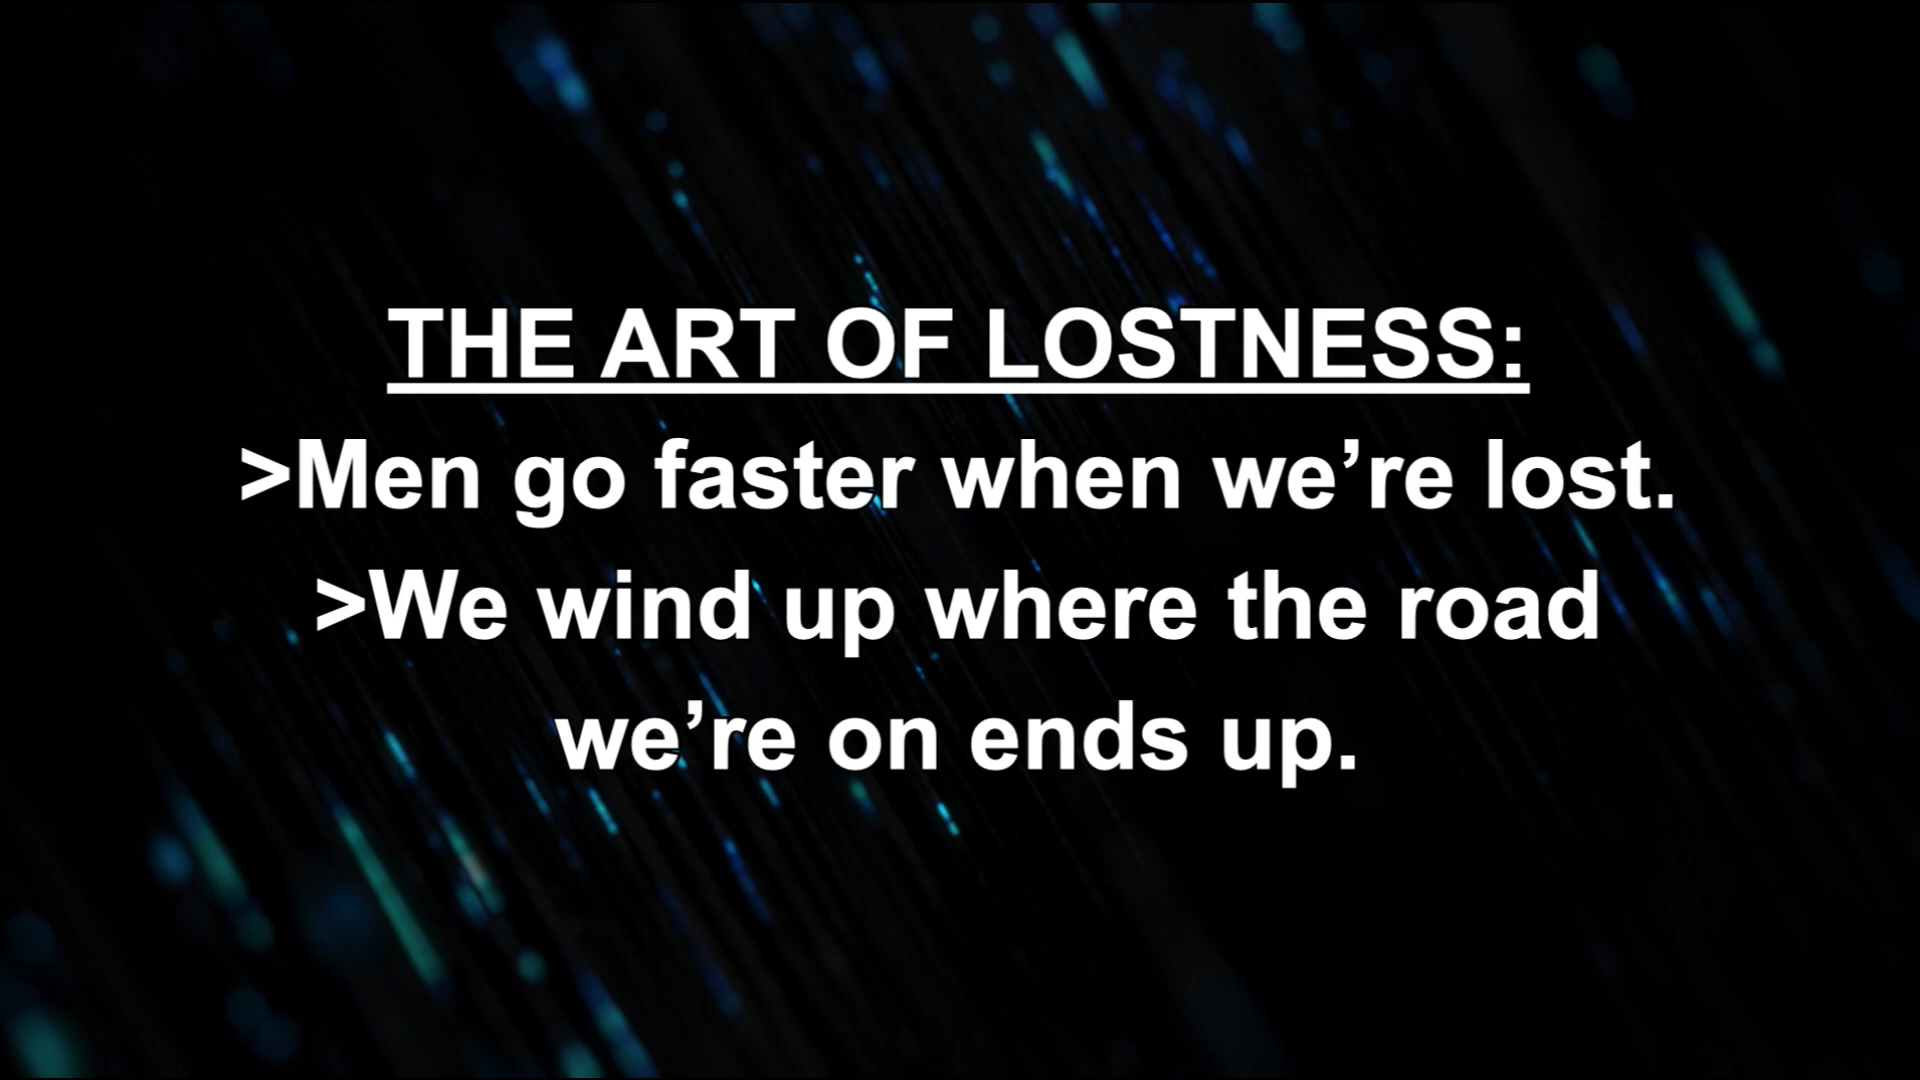 THE ART OF LOSTNESS:
>Men go faster when we’re lost.
>We wind up where the road
we’re on ends up.